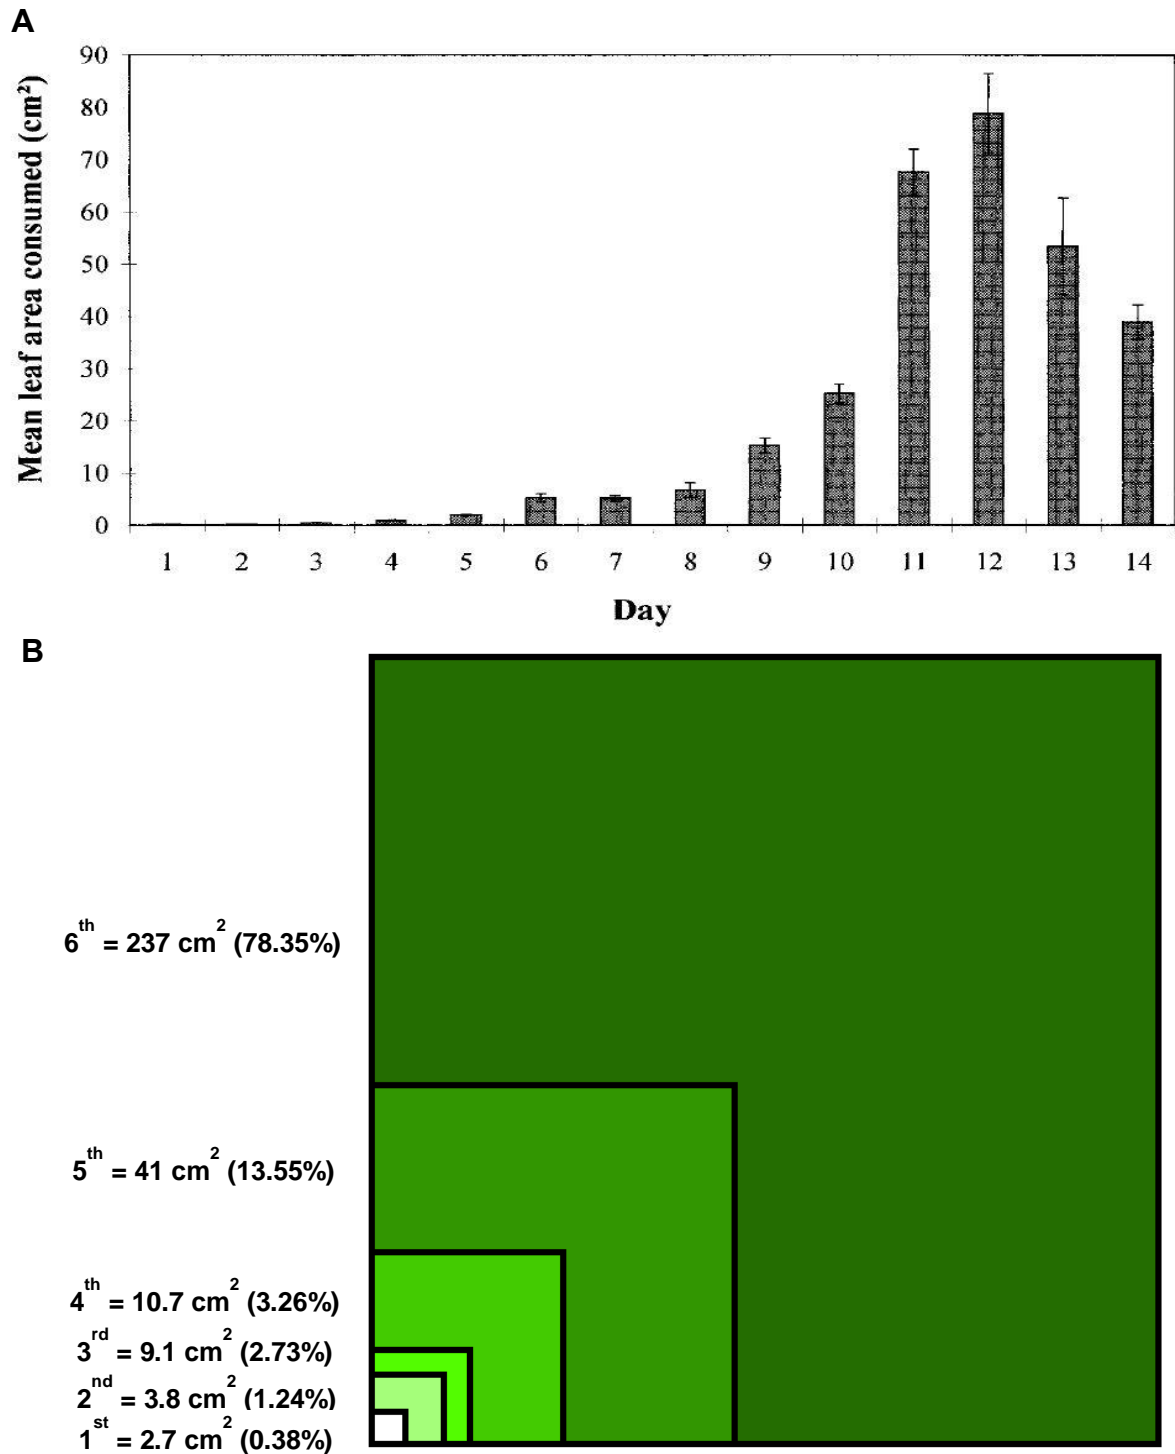 A
Mean leaf area consumed (cm²)
90
80
70
60
50
40
30
20
10
0
1 2 3 4 5 6 7 8 9 10 11 12 13 14
Day
B
6th = 237 cm² (78.35%)
5th = 41 cm² (13.55%)
4th = 10.7 cm² (3.26%)
3rd = 9.1 cm² (2.73%)
2nd = 3.8 cm² (1.24%)
1st = 2.7 cm² (0.38%)